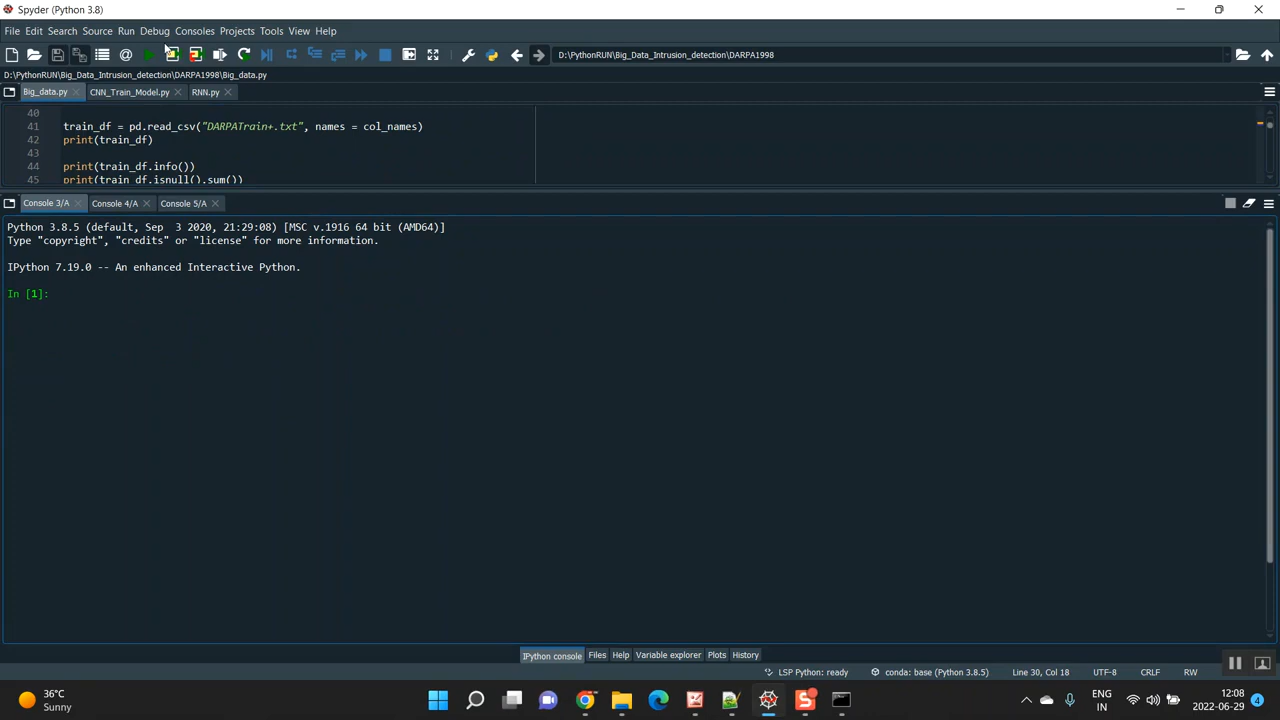 Spyder (Python 3.8)
File Edit Search Source Run Debug Consoles Projects Tools View Help
D:\PythonRUN\Big_Data_Intrusion_detection\DARPA1998
D:\PythonRUN\Big_Data_Intrusion_detection\DARPA1998\Big_data.py
Big_data.py CNN_Train_Model.py RNN.py
40
41 train_df = pd.read_csv("DARPATrain+.txt", names = col_names)
42 print(train_df)
43
44 print(train_df.info())
45 print(train_df.isnull().sum())
Console 3/A Console 4/A Console 5/A
Python 3.8.5 (default, Sep  3 2020, 21:29:08) [MSC v.1916 64 bit (AMD64)]
Type "copyright", "credits" or "license" for more information.
IPython 7.19.0 -- An enhanced Interactive Python.
In [1]:
IPython console Files Help Variable explorer Plots History
LSP Python: ready conda: base (Python 3.8.5) Line 30, Col 18 UTF-8 CRLF RW
36°C
Sunny
ENG
IN
12:08
2022-06-29
4